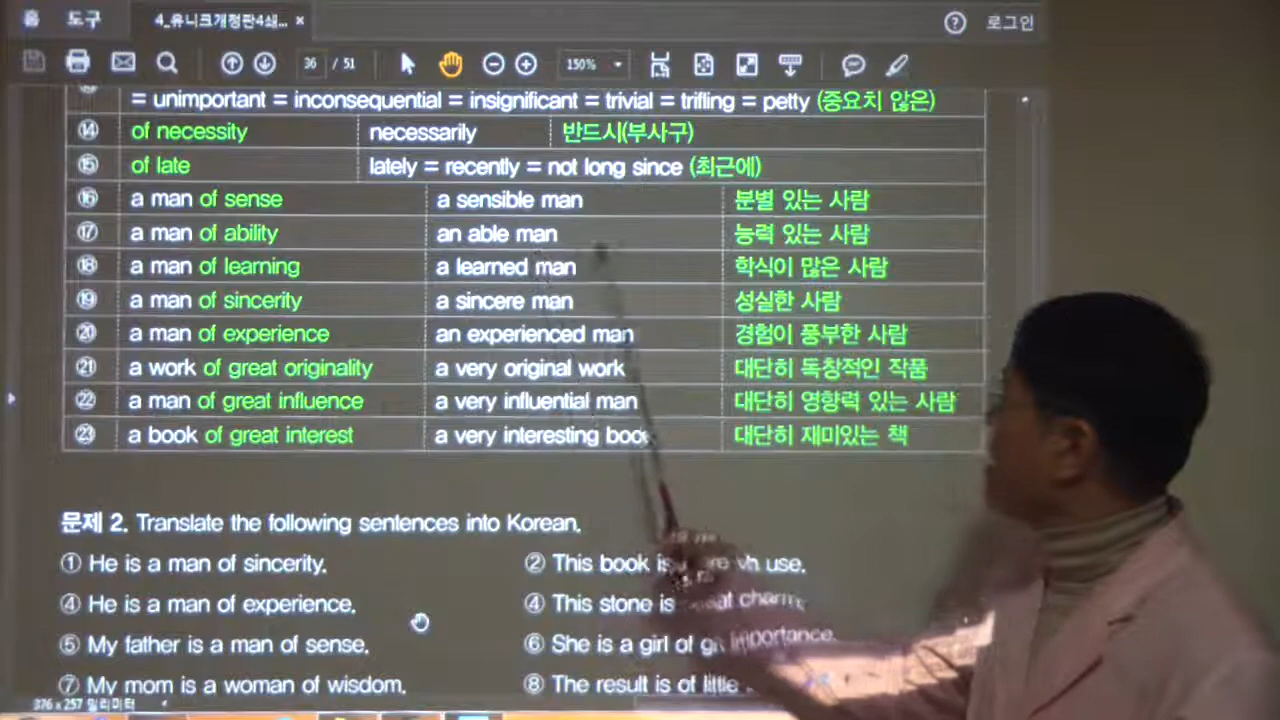 홈 도구 4_유니크개정판4쇄... × 로그인
36 / 51 150%
= unimportant = inconsequential = insignificant = trivial = trifling = petty (중요치 않은)
⑭ of necessity necessarily 반드시(부사구)
⑮ of late lately = recently = not long since (최근에)
⑯ a man of sense a sensible man 분별 있는 사람
⑰ a man of ability an able man 능력 있는 사람
⑱ a man of learning a learned man 학식이 많은 사람
⑲ a man of sincerity a sincere man 성실한 사람
⑳ a man of experience an experienced man 경험이 풍부한 사람
㉑ a work of great originality a very original work 대단히 독창적인 작품
㉒ a man of great influence a very influential man 대단히 영향력 있는 사람
㉓ a book of great interest a very interesting book 대단히 재미있는 책
문제 2. Translate the following sentences into Korean.
① He is a man of sincerity. ② This book is use.
④ He is a man of experience. ④ This stone is
⑤ My father is a man of sense. ⑥ She is a girl of importance.
⑦ My mom is a woman of wisdom. ⑧ The result is of little
376 x 257 밀리미터